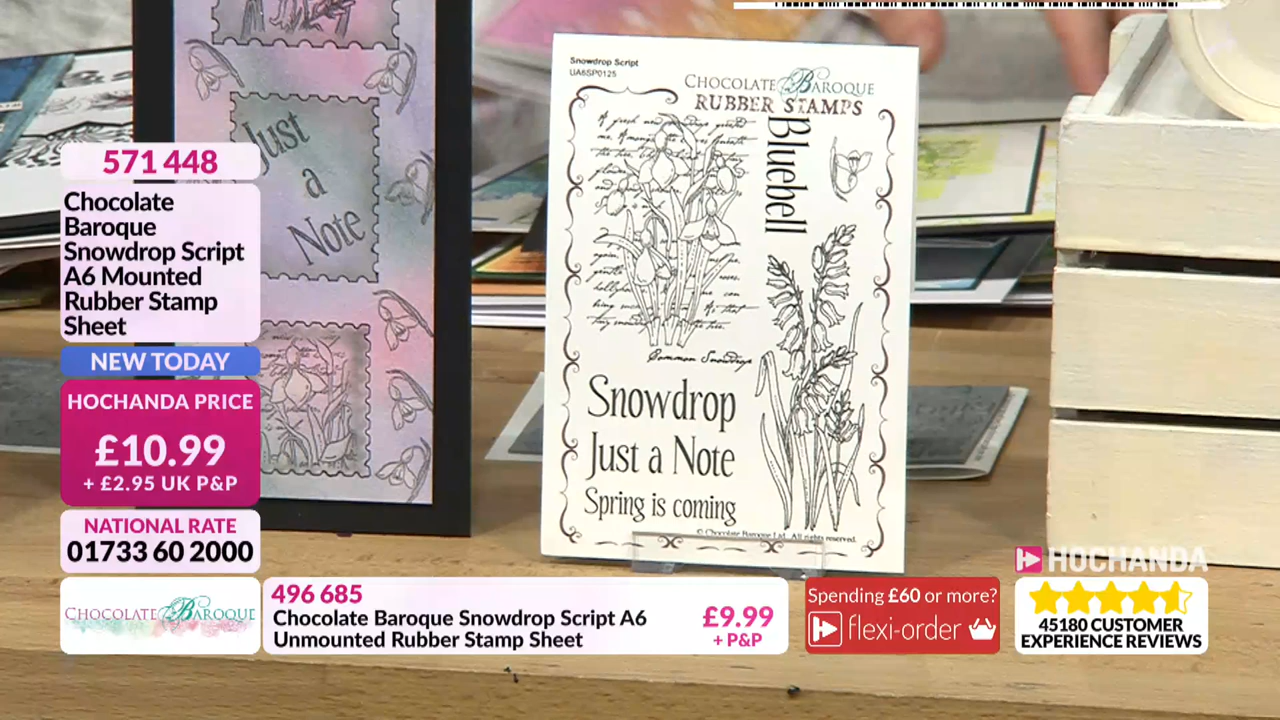 571 448
Chocolate
Baroque
Snowdrop Script
A6 Mounted
Rubber Stamp
Sheet
NEW TODAY
HOCHANDA PRICE
£10.99
+ £2.95 UK P&P
NATIONAL RATE
01733 60 2000
CHOCOLATE BAROQUE
496 685
Chocolate Baroque Snowdrop Script A6
Unmounted Rubber Stamp Sheet
£9.99
+ P&P
Spending £60 or more?
flexi-order
HOCHANDA
45180 CUSTOMER
EXPERIENCE REVIEWS
Just
a
Note
Snowdrop Script
UA6SP0125
CHOCOLATE BAROQUE
RUBBER STAMPS
Bluebell
Common Snowdrop
Snowdrop
Just a Note
Spring is coming
© Chocolate Baroque Ltd. All rights reserved.